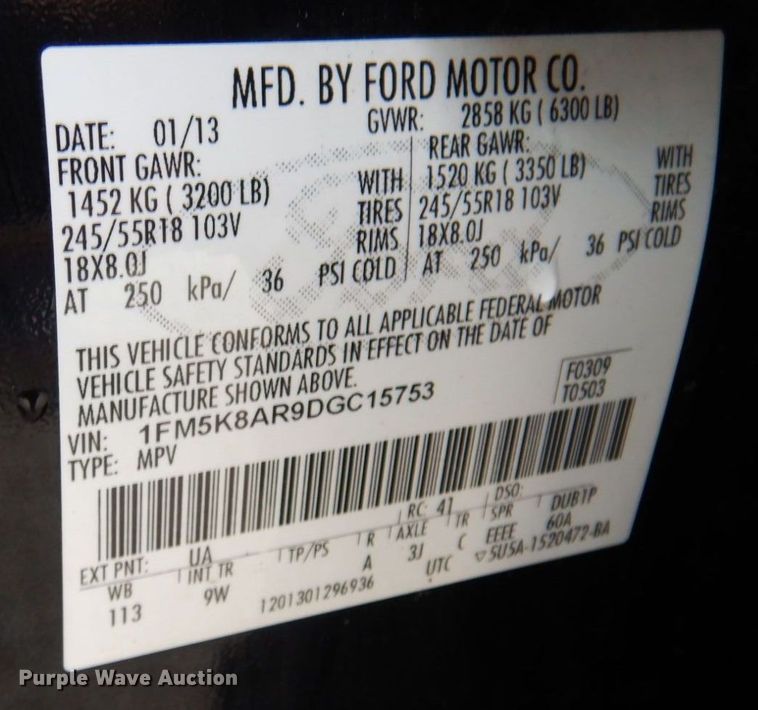 MFD. BY FORD MOTOR CO.
DATE: 01/13 GVWR: 2858 KG ( 6300 LB)
FRONT GAWR: REAR GAWR:
1452 KG ( 3200 LB) WITH 1520 KG ( 3350 LB) WITH
245/55R18 103V TIRES 245/55R18 103V TIRES
18X8.0J RIMS 18X8.0J RIMS
AT 250 kPa/ 36 PSI COLD AT 250 kPa/ 36 PSI COLD
THIS VEHICLE CONFORMS TO ALL APPLICABLE FEDERAL MOTOR
VEHICLE SAFETY STANDARDS IN EFFECT ON THE DATE OF
MANUFACTURE SHOWN ABOVE.
F0309
T0503
VIN: 1FM5K8AR9DGC15753
TYPE: MPV
EXT PNT: UA RC: 41 DSO:
WB INT TR TP/PS R AXLE TR SPR DUB1P
113 9W A 3J C EEEE 60A
1201301296936 UTC ▽5U5A-1520472-BA
Purple Wave Auction